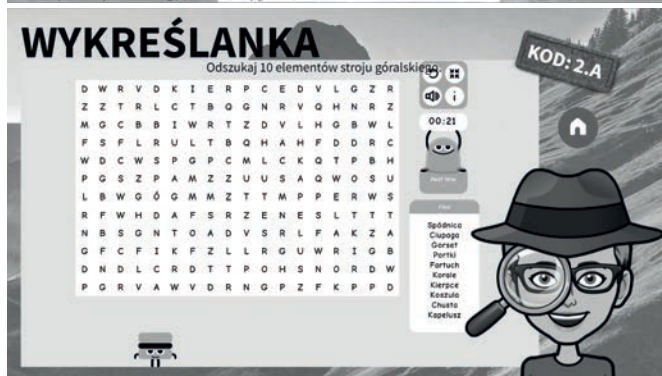 WYKREŚLANKA
Odszukaj 10 elementów stroju góralskiego.
KOD: 2.A
D W R V D K I E R P C E D V L G Z R
Z Z T R L C T B Q G N R V Q H N R Z
M G C B B I W R T Z D V L H G B W L
F S F L R U L T B Q H A H F D D R C
W D C W S P G P C M L C K Q T P B H
P G S Z P A M Z Z U U S A Q W O S U
L B W G Ó G M M Z T T M P P E R W S
R F W H D A F S R Z E N E S L T T T
N B S G N T O A D V S R L F A K Z A
G F C F I K F Z L L R G U W R I G B
D N D L C R D T T P O H S N O R D W
P G R V A W V D R N G P Z F K P P D
00:21
Find
Spódnica
Ciupaga
Gorset
Portki
Fartuch
Korale
Kierpce
Koszula
Chusta
Kapelusz